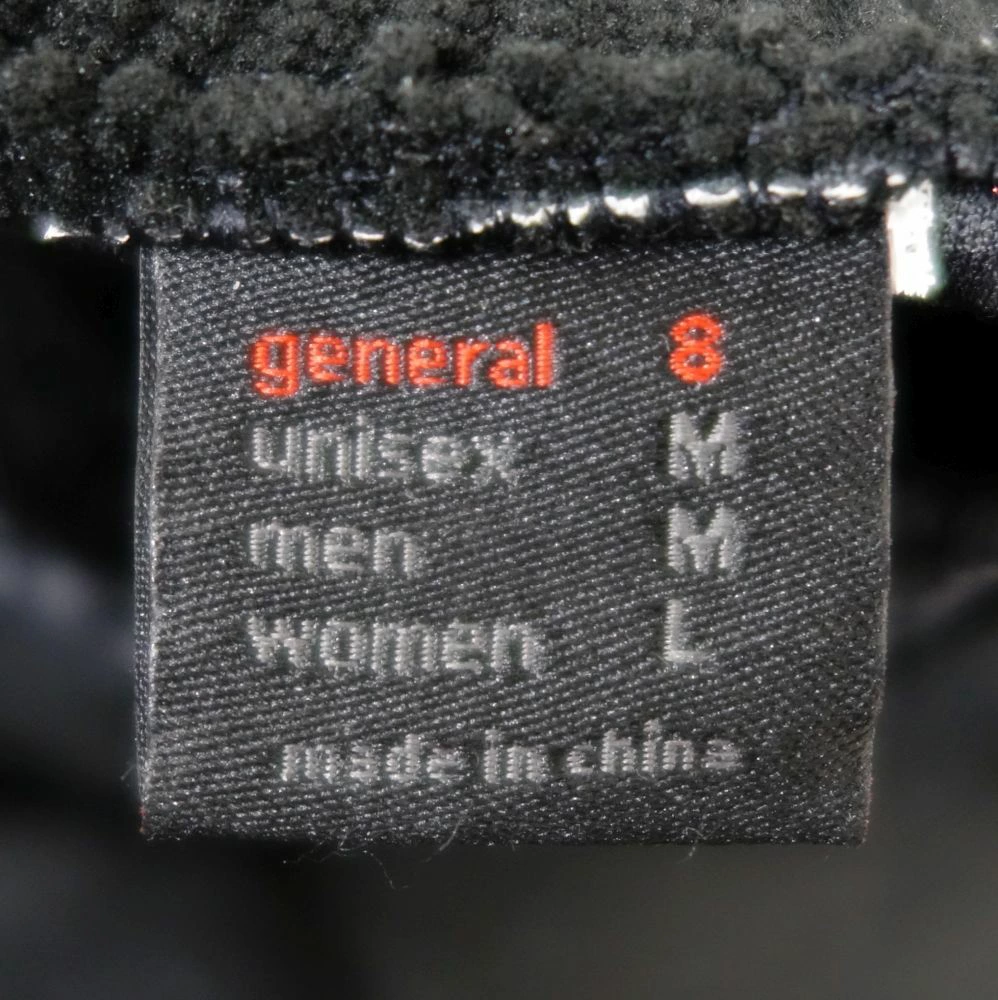 general 8
unisex M
men M
women L
made in china